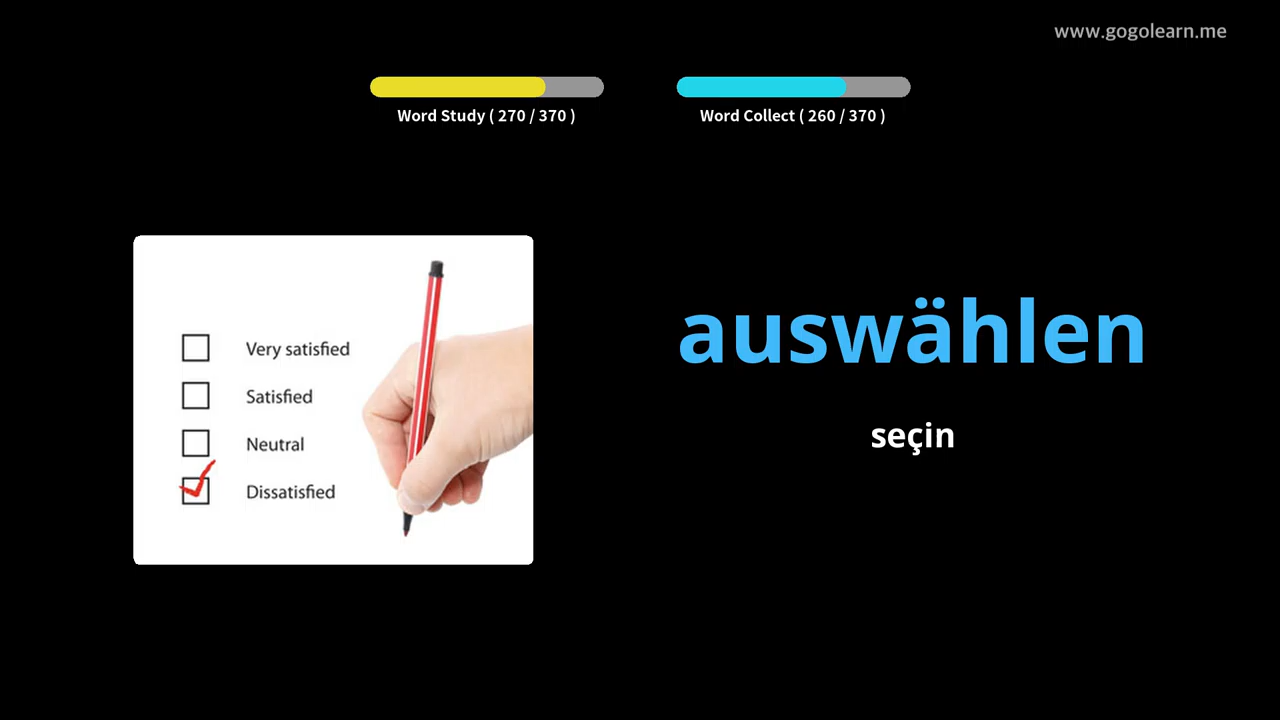 www.gogolearn.me
Word Study ( 270 / 370 )
Word Collect ( 260 / 370 )
Very satisfied
Satisfied
Neutral
Dissatisfied
auswählen
seçin